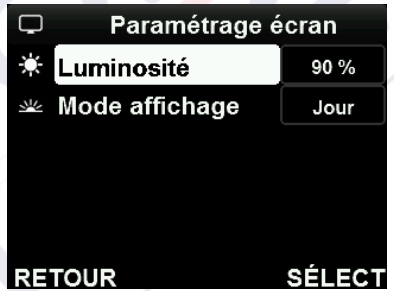 Paramétrage écran
Luminosité 90 %
Mode affichage Jour
RETOUR SÉLECT